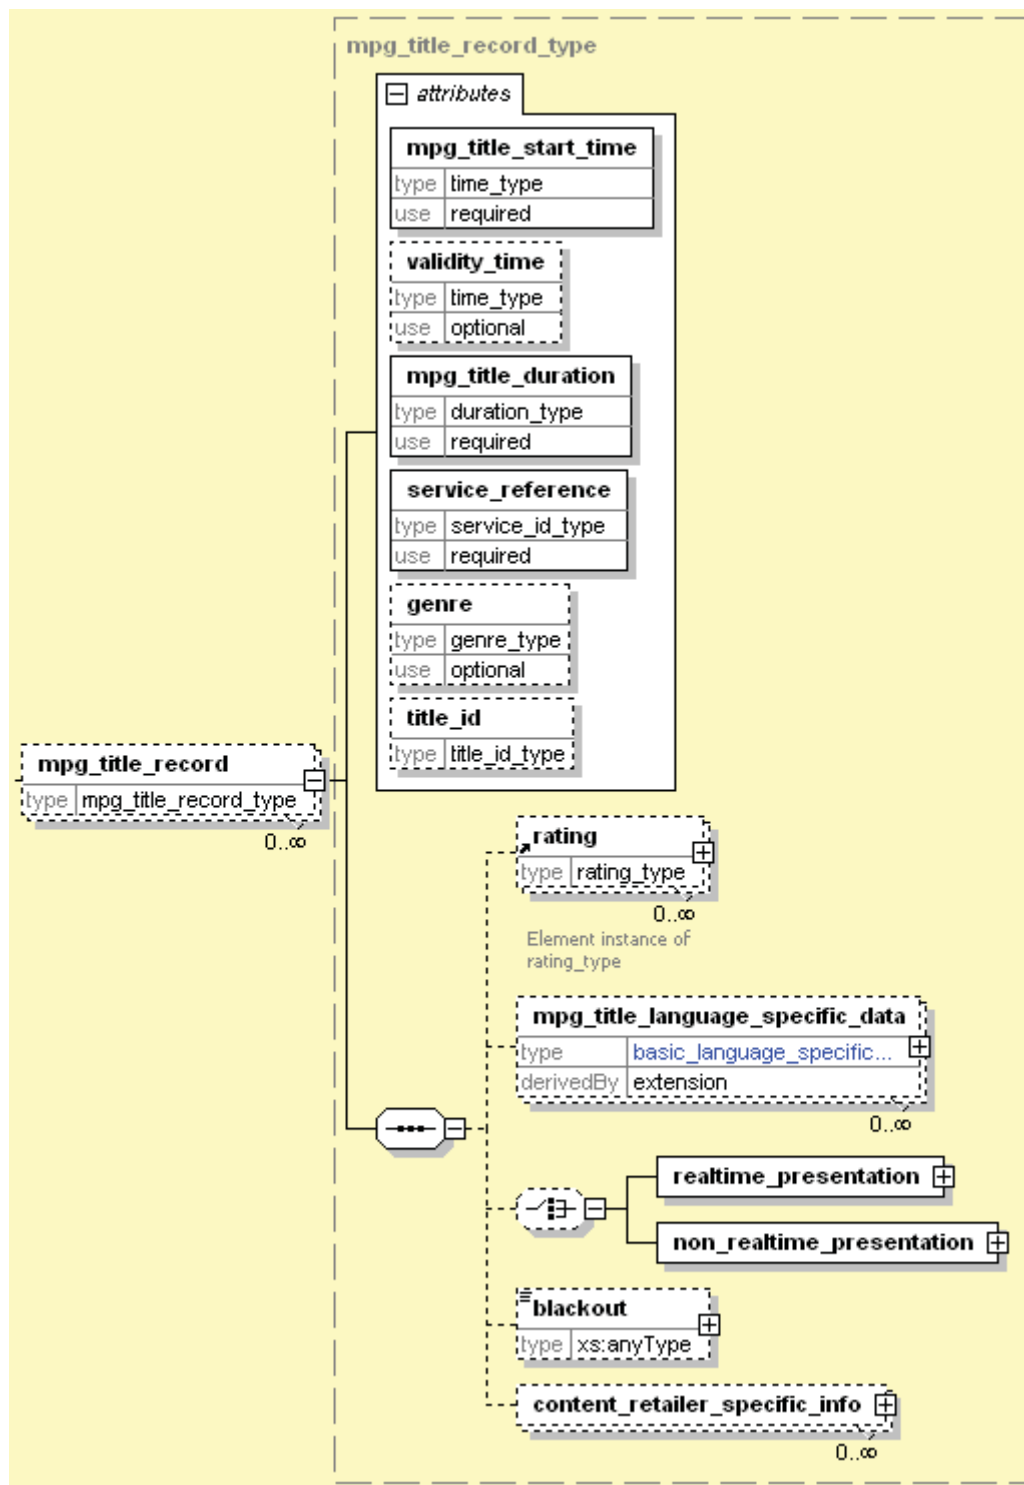 mpg_title_record_type
attributes
mpg_title_start_time
type time_type
use required
validity_time
type time_type
use optional
mpg_title_duration
type duration_type
use required
service_reference
type service_id_type
use required
genre
type genre_type
use optional
title_id
type title_id_type
mpg_title_record
type mpg_title_record_type
0..∞
rating
type rating_type
0..∞
Element instance of
rating_type
mpg_title_language_specific_data
type basic_language_specific...
derivedBy extension
0..∞
realtime_presentation
non_realtime_presentation
blackout
type xs:anyType
content_retailer_specific_info
0..∞